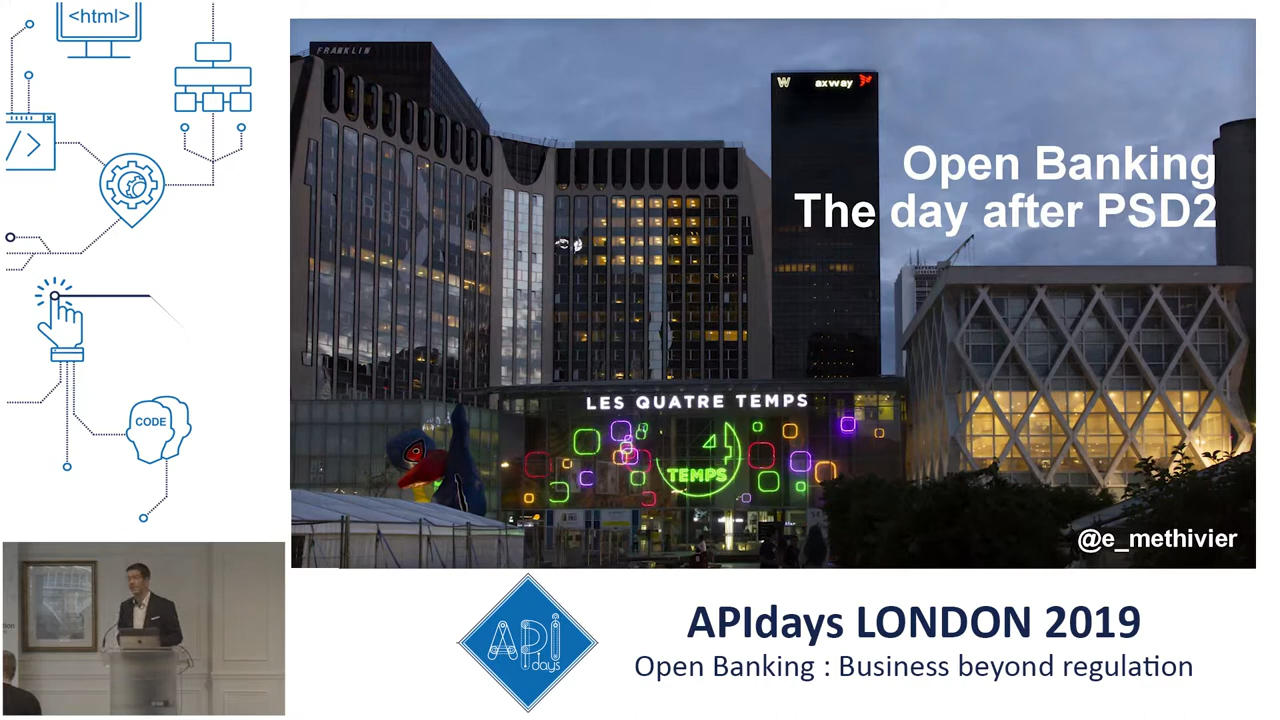 <html>
</>
CODE
FRANKLIN
W axway
Open Banking
The day after PSD2
LES QUATRE TEMPS
4
TEMPS
@e_methivier
API
days
APIdays LONDON 2019
Open Banking : Business beyond regulation